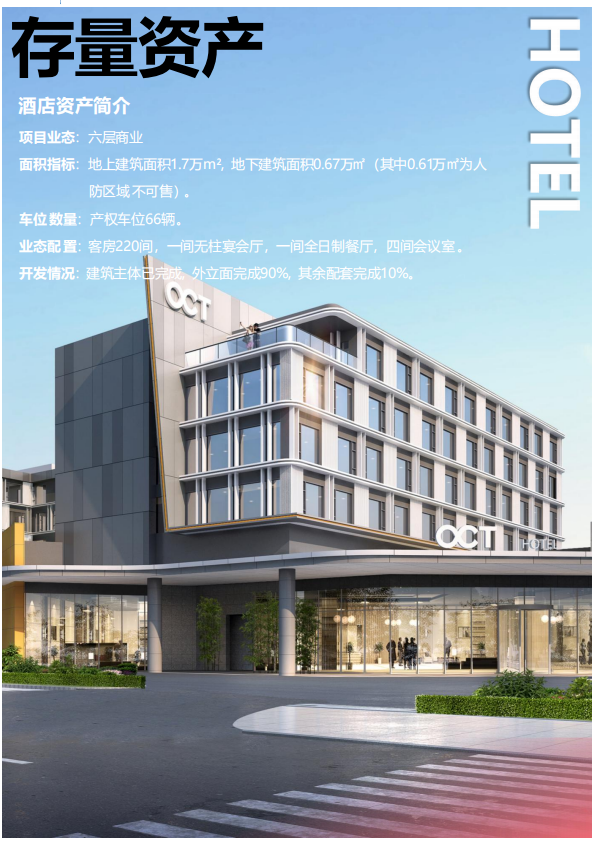 存量资产
HOTEL
酒店资产简介
项目业态：六层商业
面积指标：地上建筑面积1.7万m²，地下建筑面积0.67万㎡（其中0.61万㎡为人
防区域不可售）。
车位数量：产权车位66辆。
业态配置：客房220间，一间无柱宴会厅，一间全日制餐厅，四间会议室。
开发情况：建筑主体已完成，外立面完成90%，其余配套完成10%。
OCT
OCT HOTEL